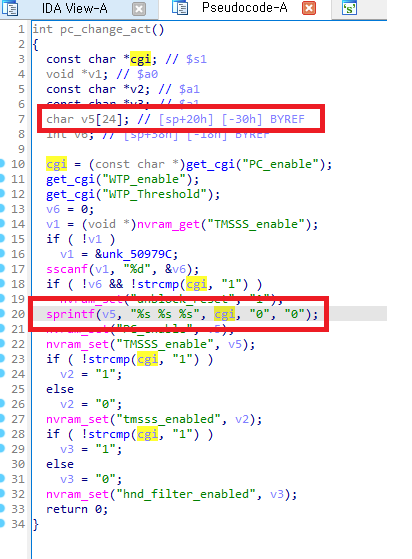 IDA View-A
Pseudocode-A
's'
1 int pc_change_act()
2 {
3 const char *cgi; // $s1
4 void *v1; // $a0
5 const char *v2; // $a1
6 const char *v3; // $a1
7 char v5[24]; // [sp+20h] [-30h] BYREF
8 int v6; // [sp+38h] [-18h] BYREF
9
10 cgi = (const char *)get_cgi("PC_enable");
11 get_cgi("WTP_enable");
12 get_cgi("WTP_Threshold");
13 v6 = 0;
14 v1 = (void *)nvram_get("TMSSS_enable");
15 if ( !v1 )
16 v1 = &unk_50979C;
17 sscanf(v1, "%d", &v6);
18 if ( !v6 && !strcmp(cgi, "1") )
19 nvram_set("unblock_reset", "1");
20 sprintf(v5, "%s %s %s", cgi, "0", "0");
21 nvram_set("PC_enable", v5);
22 nvram_set("TMSSS_enable", v5);
23 if ( !strcmp(cgi, "1") )
24 v2 = "1";
25 else
26 v2 = "0";
27 nvram_set("tmsss_enabled", v2);
28 if ( !strcmp(cgi, "1") )
29 v3 = "1";
30 else
31 v3 = "0";
32 nvram_set("hnd_filter_enabled", v3);
33 return 0;
34 }